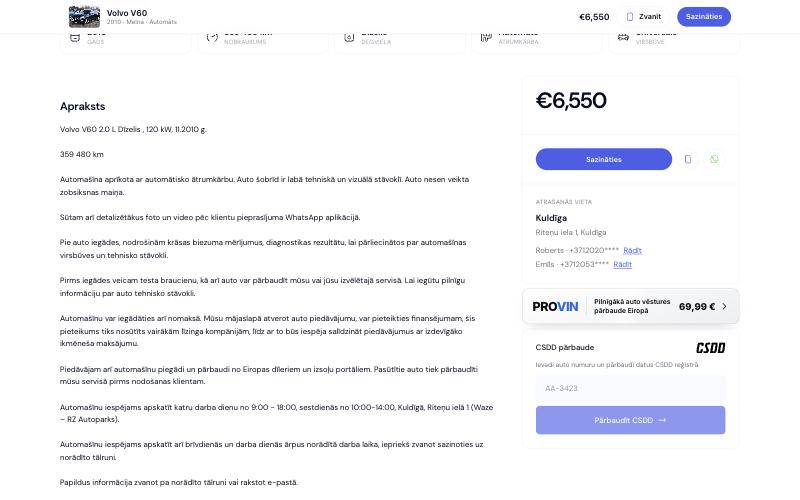 Volvo V60
2010 · Melna · Automāts
€6,550
Zvanīt
Sazināties
GADS
NOBRAUKUMS
DEGVIELA
ĀTRUMKĀRBA
VIRSBŪVE
Apraksts
Volvo V60 2.0 L Dīzelis , 120 kW, 11.2010 g.
359 480 km
Automašīna aprīkota ar automātisko ātrumkārbu. Auto šobrīd ir labā tehniskā un vizuālā stāvoklī. Auto nesen veikta
zobsiksnas maiņa.
Sūtam arī detalizētākus foto un video pēc klientu pieprasījuma WhatsApp aplikācijā.
Pie auto iegādes, nodrošinām krāsas biezuma mērījumus, diagnostikas rezultātu, lai pārliecinātos par automašīnas
virsbūves un tehnisko stāvokli.
Pirms iegādes veicam testa braucienu, kā arī auto var pārbaudīt mūsu vai jūsu izvēlētajā servisā. Lai iegūtu pilnīgu
informāciju par auto tehnisko stāvokli.
Automašīnu var iegādāties arī nomaksā. Mūsu mājaslapā atverot auto piedāvājumu, var pieteikties finansējumam, šis
pieteikums tiks nosūtīts vairākām līzinga kompānijām, līdz ar to būs iespēja salīdzināt piedāvājumus ar izdevīgāko
ikmēneša maksājumu.
Piedāvājam arī automašīnu piegādi un pārbaudi no Eiropas dīleriem un izsoļu portāliem. Pasūtītie auto tiek pārbaudīti
mūsu servisā pirms nodošanas klientam.
Automašīnu iespējams apskatīt katru darba dienu no 9:00 - 18:00, sestdienās no 10:00-14:00, Kuldīgā, Riteņu ielā 1 (Waze
– RZ Autoparks).
Automašīnu iespējams apskatīt arī brīvdienās un darba dienās ārpus norādītā darba laika, iepriekš zvanot sazinoties uz
norādīto tālruni.
Papildus informācija zvanot pa norādīto tālruni vai rakstot e-pastā.
€6,550
Sazināties
ATRAŠANĀS VIETA
Kuldīga
Riteņu iela 1, Kuldīga
Roberts · +3712020**** Rādīt
Emīls · +3712053**** Rādīt
PROVIN
Pilnīgākā auto vēstures
pārbaude Eiropā
69,99 €
CSDD pārbaude
CSDD
Ievadi auto numuru un pārbaudi datus CSDD reģistrā.
AA-3423
Pārbaudīt CSDD →